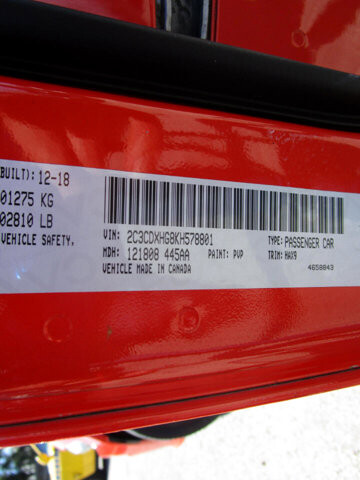 BUILT): 12-18
01275 KG
02810 LB
VEHICLE SAFETY,
VIN: 2C3CDXHG8KH578801 TYPE: PASSENGER CAR
MDH: 121808 445AA PAINT: PVP TRIM: HAX9
VEHICLE MADE IN CANADA 4658843